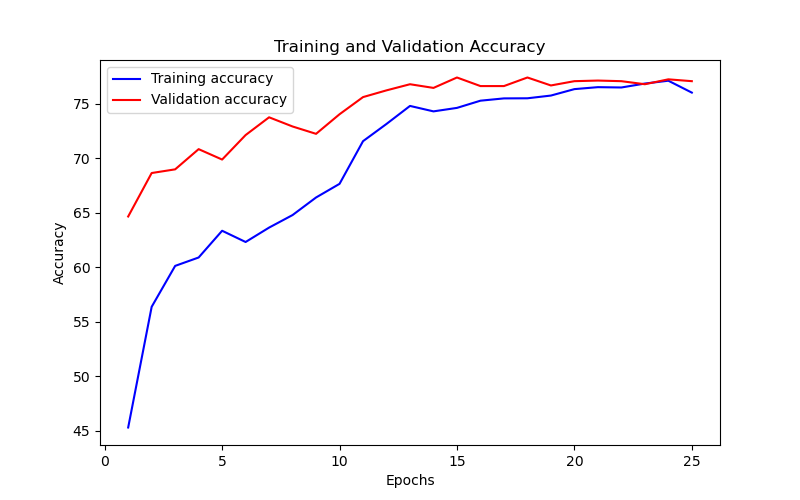 Training and Validation Accuracy
Training accuracy
Validation accuracy
75
70
65
60
55
50
45
Accuracy
0 5 10 15 20 25
Epochs